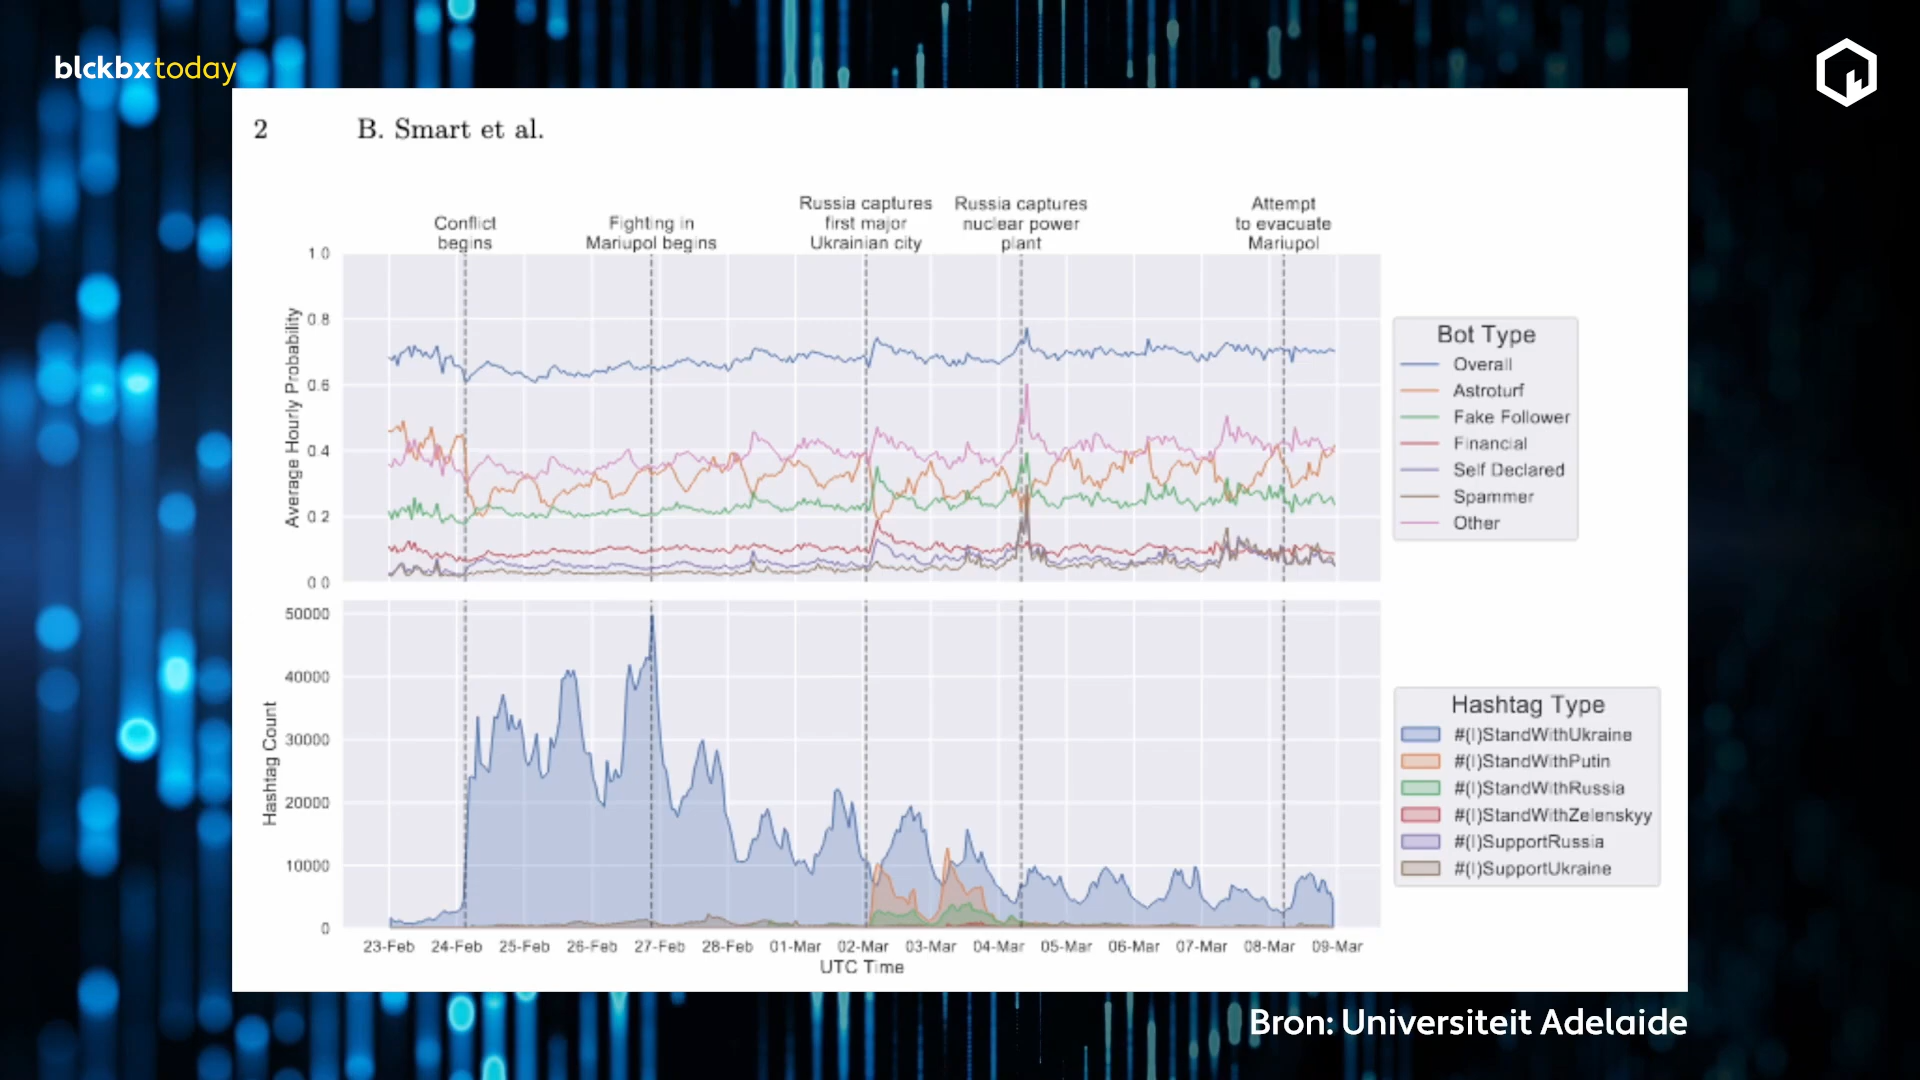 blckbxtoday
2 B. Smart et al.
Conflict
begins
Fighting in
Mariupol begins
Russia captures
first major
Ukrainian city
Russia captures
nuclear power
plant
Attempt
to evacuate
Mariupol
Average Hourly Probability
1.0
0.8
0.6
0.4
0.2
0.0
Bot Type
Overall
Astroturf
Fake Follower
Financial
Self Declared
Spammer
Other
Hashtag Count
50000
40000
30000
20000
10000
0
Hashtag Type
#(I)StandWithUkraine
#(I)StandWithPutin
#(I)StandWithRussia
#(I)StandWithZelenskyy
#(I)SupportRussia
#(I)SupportUkraine
23-Feb 24-Feb 25-Feb 26-Feb 27-Feb 28-Feb 01-Mar 02-Mar 03-Mar 04-Mar 05-Mar 06-Mar 07-Mar 08-Mar 09-Mar
UTC Time
Bron: Universiteit Adelaide